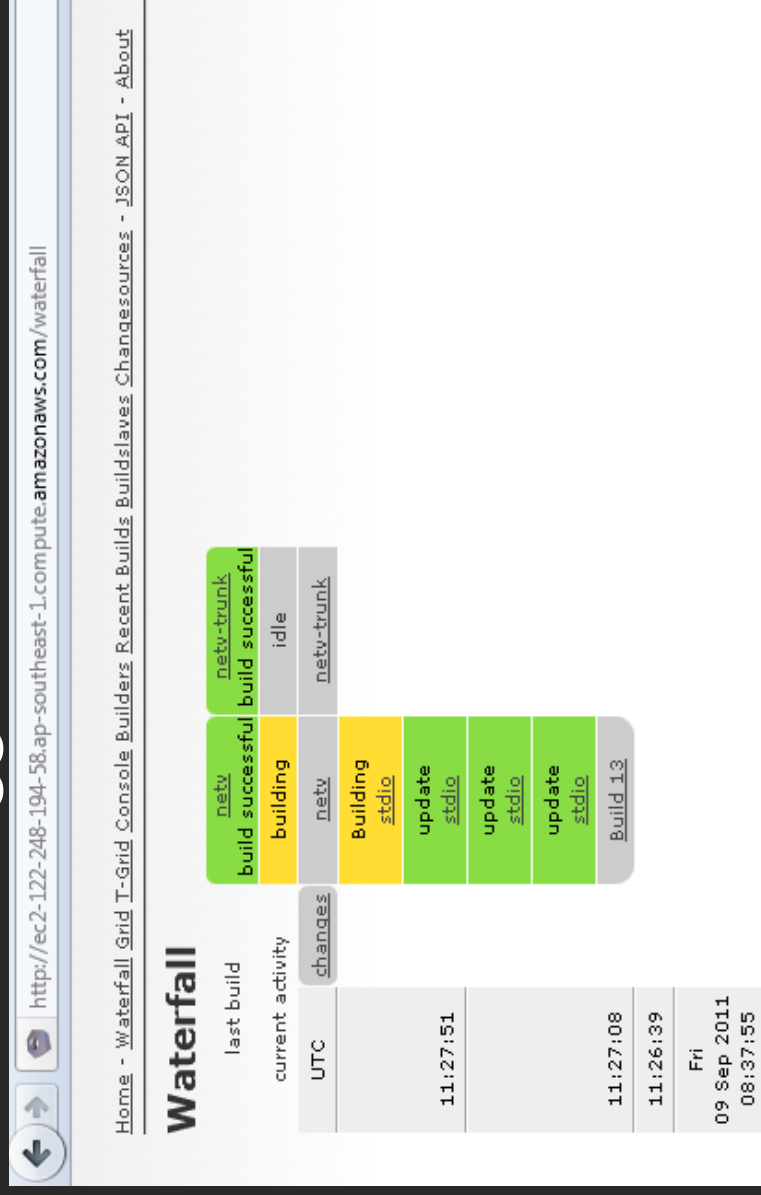 http://ec2-122-248-194-58.ap-southeast-1.compute.amazonaws.com/waterfall
Home - Waterfall Grid T-Grid Console Builders Recent Builds Buildslaves Changesources - JSON API - About
Waterfall
last build
netv
build successful
netv-trunk
build successful
current activity
building
idle
UTC
changes
netv
netv-trunk
Building
stdio
11:27:51
update
stdio
update
stdio
update
stdio
11:27:08
Build 13
11:26:39
Fri
09 Sep 2011
08:37:55